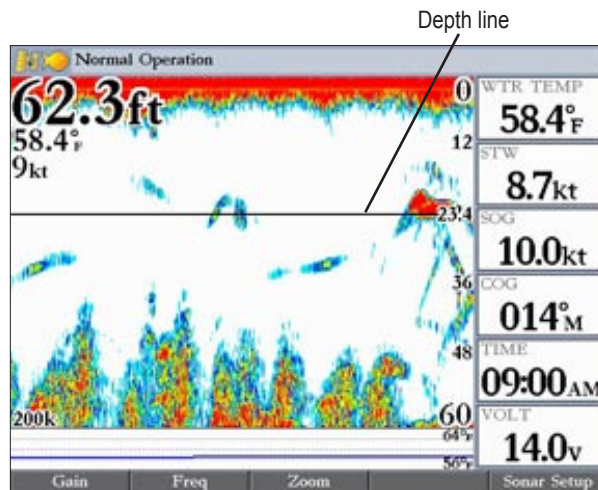 Depth line
Normal Operation
62.3ft
58.4°F
9kt
0
12
23.4
36
48
60
200k
64°F
56°F
WTR TEMP
58.4°F
STW
8.7kt
SOG
10.0kt
COG
014°M
TIME
09:00AM
VOLT
14.0v
Gain
Freq
Zoom
Sonar Setup